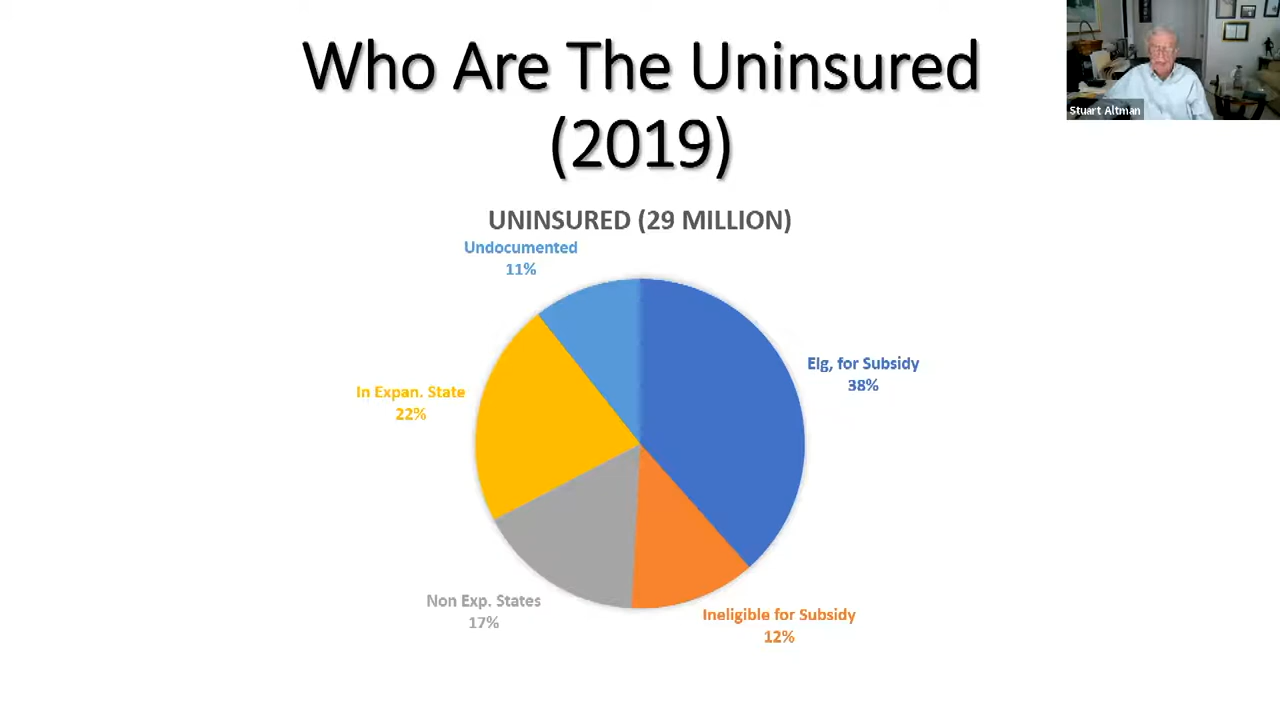 Who Are The Uninsured
(2019)
Stuart Altman
UNINSURED (29 MILLION)
Undocumented
11%
Elg, for Subsidy
38%
In Expan. State
22%
Non Exp. States
17%
Ineligible for Subsidy
12%